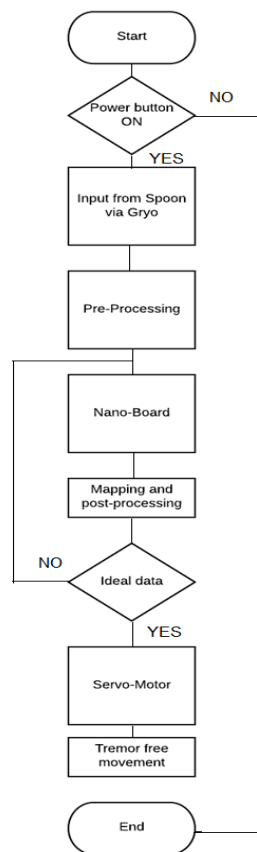 Start
Power button
ON
NO
YES
Input from Spoon
via Gryo
Pre-Processing
Nano-Board
Mapping and
post-processing
NO
Ideal data
YES
Servo-Motor
Tremor free
movement
End